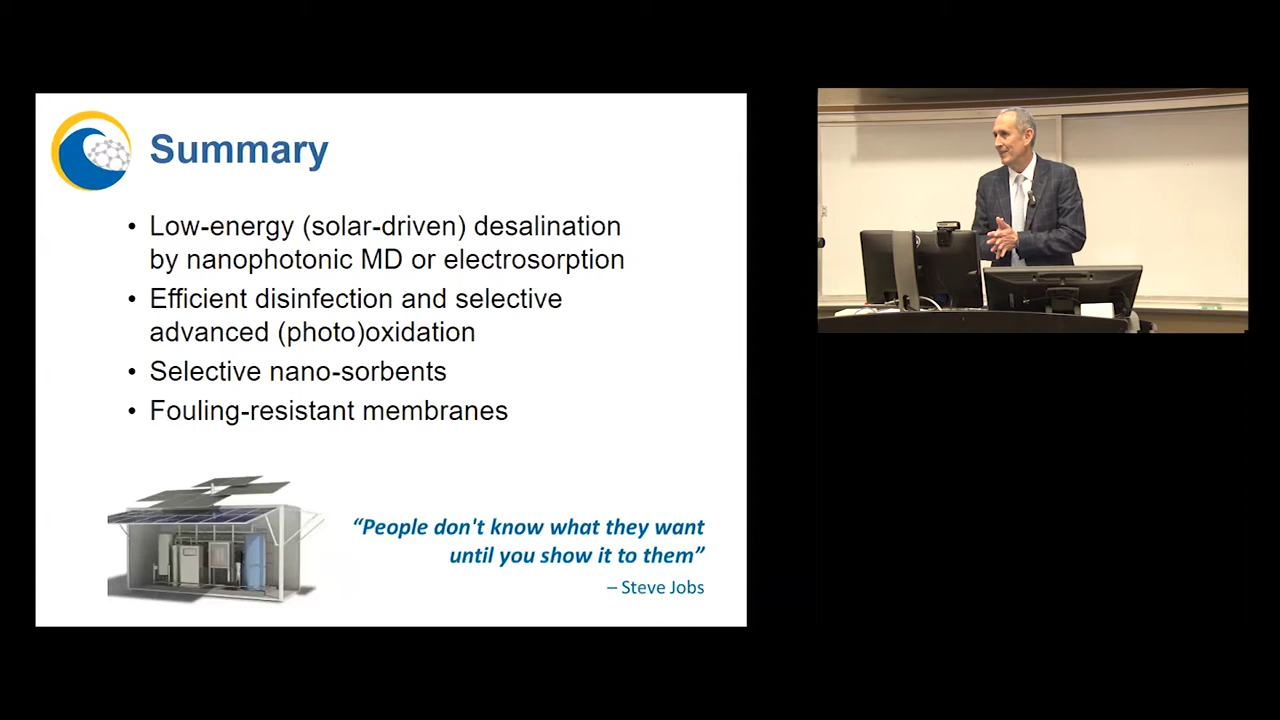 Summary
• Low-energy (solar-driven) desalination
by nanophotonic MD or electrosorption
• Efficient disinfection and selective
advanced (photo)oxidation
• Selective nano-sorbents
• Fouling-resistant membranes
“People don't know what they want
until you show it to them”
– Steve Jobs